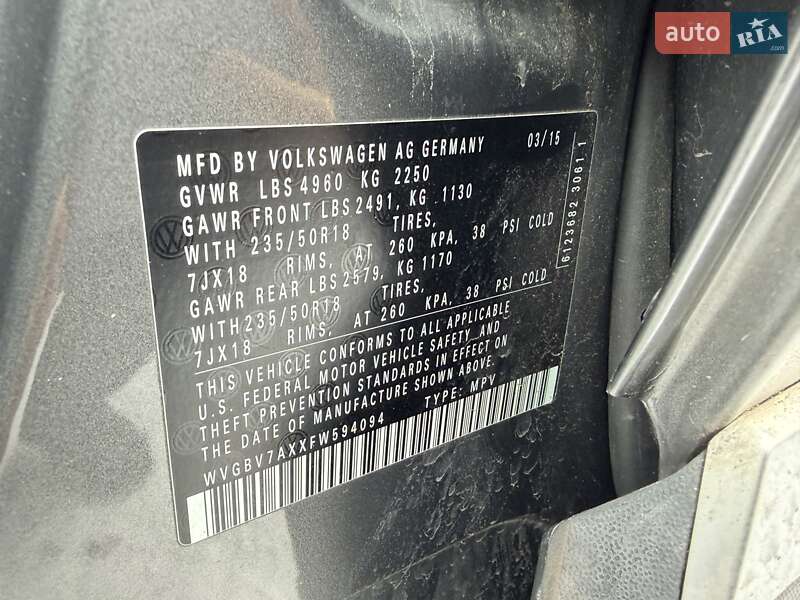 auto RIA
.com
MFD BY VOLKSWAGEN AG GERMANY 03/15
GVWR LBS 4960 KG 2250
GAWR FRONT LBS 2491, KG 1130
WITH 235/50R18 TIRES,
7JX18 RIMS, AT 260 KPA, 38 PSI COLD
GAWR REAR LBS 2579, KG 1170
WITH 235/50R18 TIRES,
7JX18 RIMS, AT 260 KPA, 38 PSI COLD
THIS VEHICLE CONFORMS TO ALL APPLICABLE
U.S. FEDERAL MOTOR VEHICLE SAFETY AND
THEFT PREVENTION STANDARDS IN EFFECT ON
THE DATE OF MANUFACTURE SHOWN ABOVE.
WVGBV7AXXFW594094 TYPE: MPV
6123682 3061 1